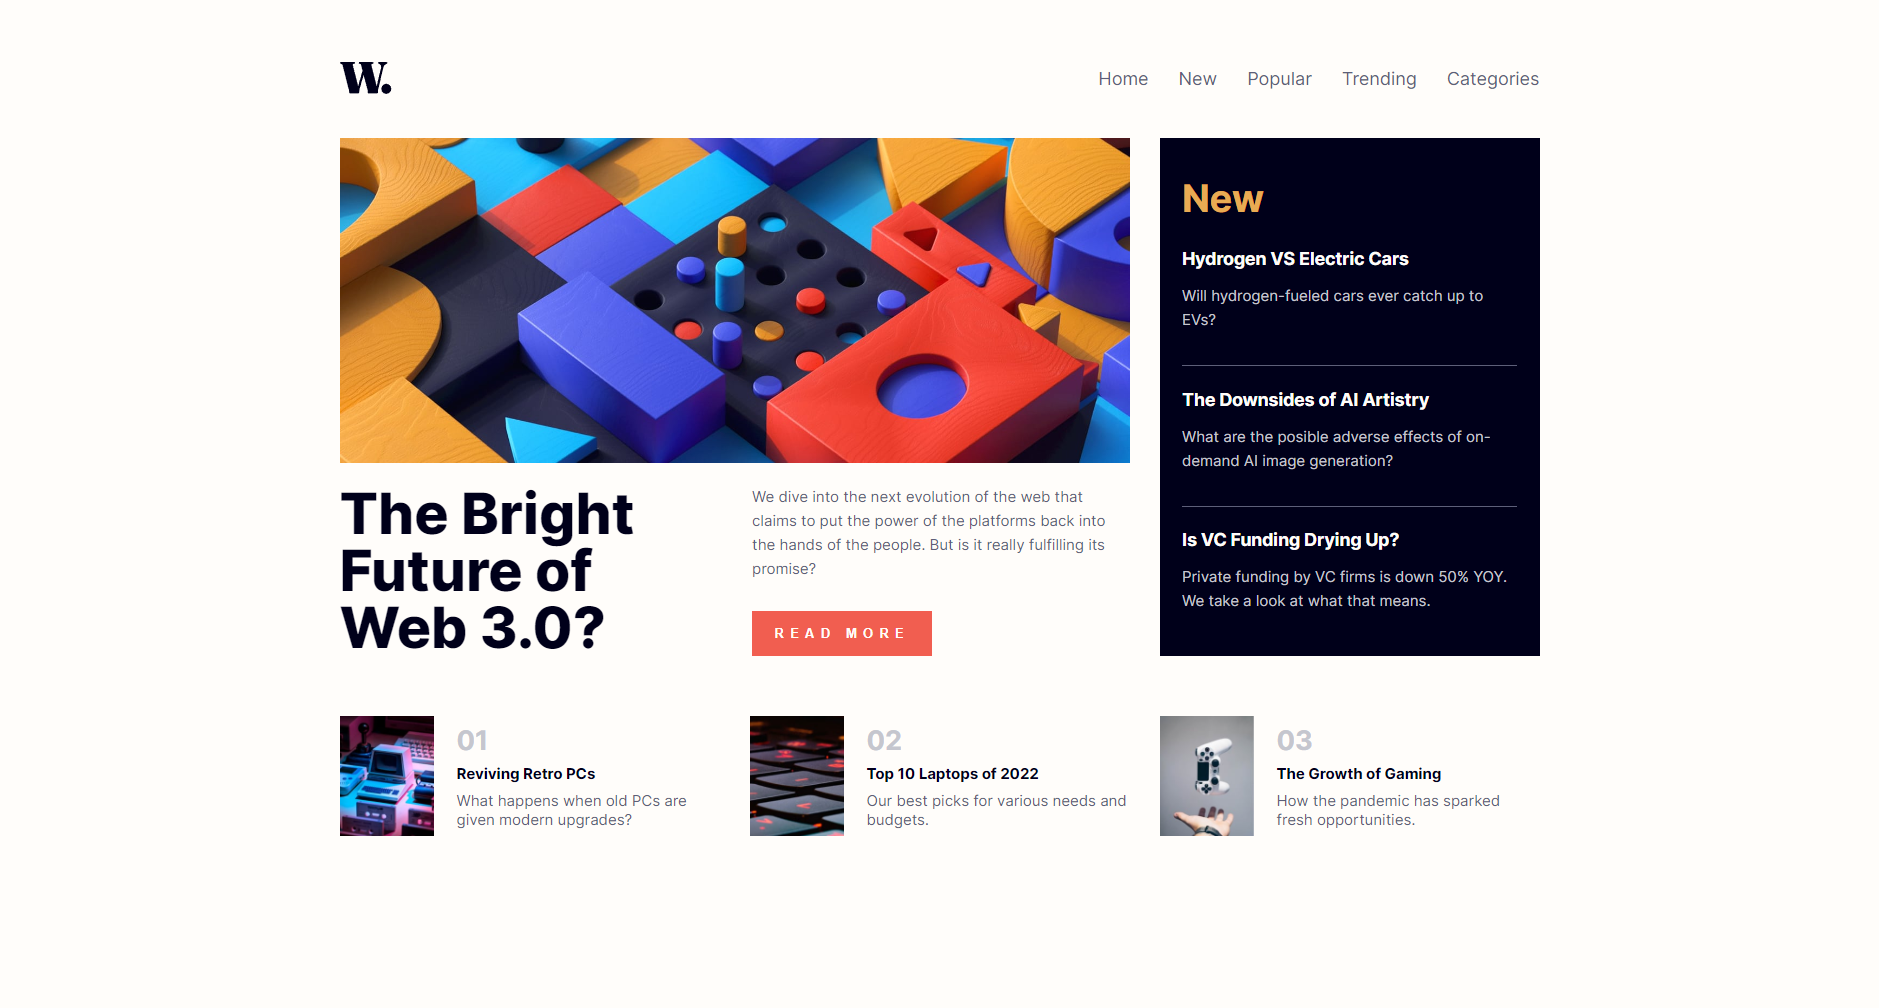 W.
Home New Popular Trending Categories
The Bright
Future of
Web 3.0?
We dive into the next evolution of the web that
claims to put the power of the platforms back into
the hands of the people. But is it really fulfilling its
promise?
READ MORE
New
Hydrogen VS Electric Cars
Will hydrogen-fueled cars ever catch up to
EVs?
The Downsides of AI Artistry
What are the posible adverse effects of on-
demand AI image generation?
Is VC Funding Drying Up?
Private funding by VC firms is down 50% YOY.
We take a look at what that means.
01
Reviving Retro PCs
What happens when old PCs are
given modern upgrades?
02
Top 10 Laptops of 2022
Our best picks for various needs and
budgets.
03
The Growth of Gaming
How the pandemic has sparked
fresh opportunities.